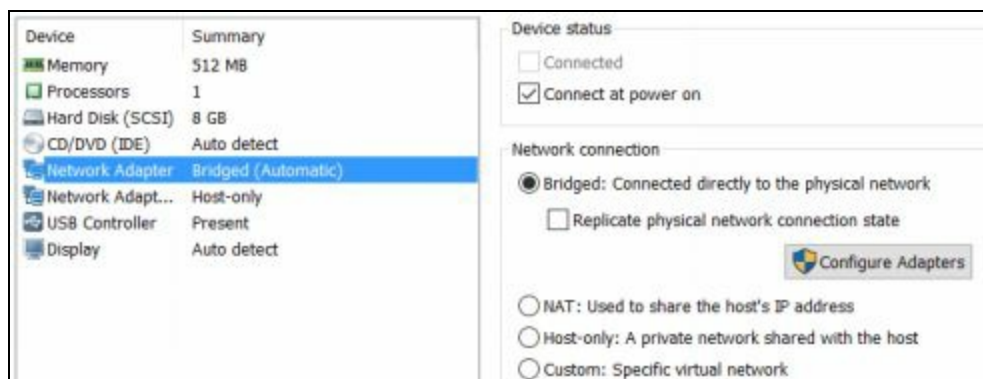 Device Summary
Memory 512 MB
Processors 1
Hard Disk (SCSI) 8 GB
CD/DVD (IDE) Auto detect
Network Adapter Bridged (Automatic)
Network Adapt... Host-only
USB Controller Present
Display Auto detect
Device status
Connected
Connect at power on
Network connection
Bridged: Connected directly to the physical network
Replicate physical network connection state
Configure Adapters
NAT: Used to share the host's IP address
Host-only: A private network shared with the host
Custom: Specific virtual network